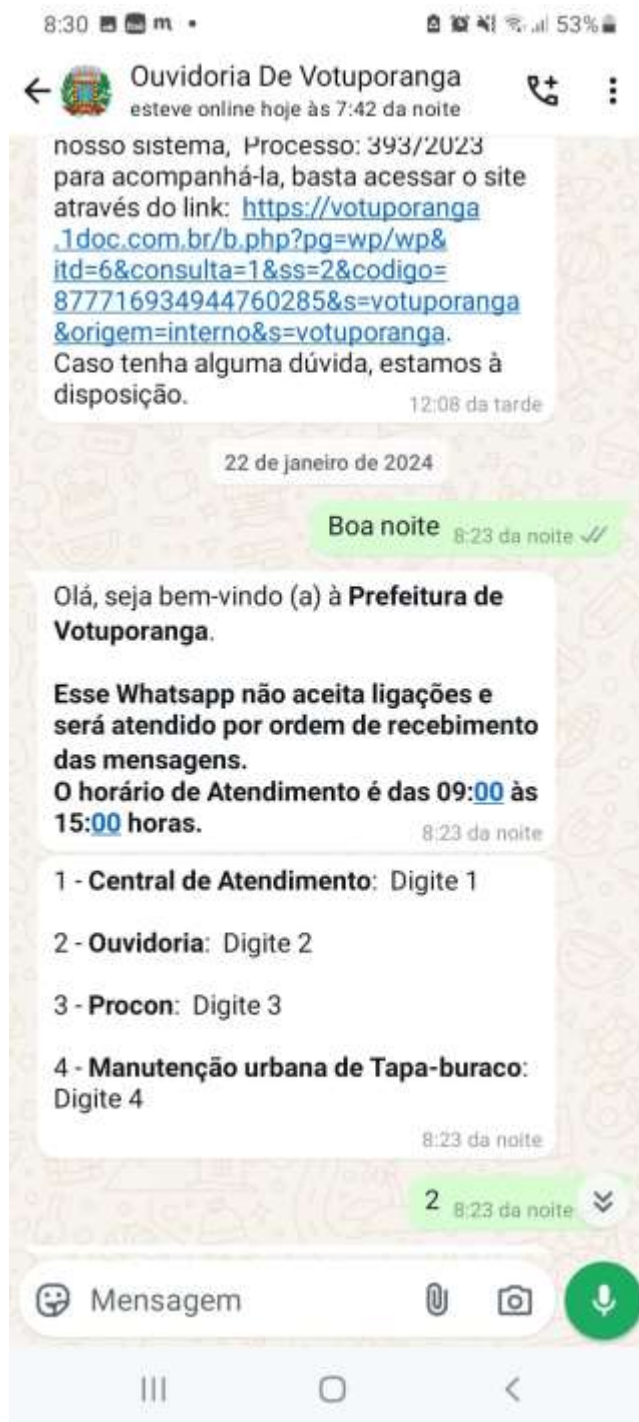 8:30 m • 53%
Ouvidoria De Votuporanga
esteve online hoje às 7:42 da noite
nosso sistema, Processo: 393/2023
para acompanhá-la, basta acessar o site
através do link: https://votuporanga
.1doc.com.br/b.php?pg=wp/wp&
itd=6&consulta=1&ss=2&codigo=
877716934944760285&s=votuporanga
&origem=interno&s=votuporanga.
Caso tenha alguma dúvida, estamos à
disposição.
12:08 da tarde
22 de janeiro de 2024
Boa noite 8:23 da noite
Olá, seja bem-vindo (a) à Prefeitura de
Votuporanga.
Esse Whatsapp não aceita ligações e
será atendido por ordem de recebimento
das mensagens.
O horário de Atendimento é das 09:00 às
15:00 horas.
8:23 da noite
1 - Central de Atendimento: Digite 1
2 - Ouvidoria: Digite 2
3 - Procon: Digite 3
4 - Manutenção urbana de Tapa-buraco:
Digite 4
8:23 da noite
2 8:23 da noite
Mensagem